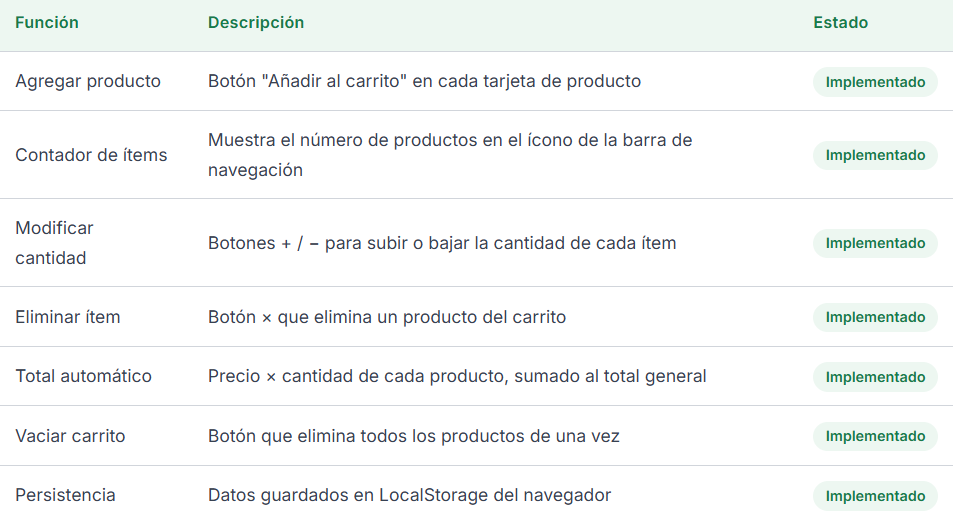 Función Descripción Estado
Agregar producto Botón "Añadir al carrito" en cada tarjeta de producto Implementado
Contador de ítems Muestra el número de productos en el ícono de la barra de
navegación Implementado
Modificar
cantidad Botones + / − para subir o bajar la cantidad de cada ítem Implementado
Eliminar ítem Botón × que elimina un producto del carrito Implementado
Total automático Precio × cantidad de cada producto, sumado al total general Implementado
Vaciar carrito Botón que elimina todos los productos de una vez Implementado
Persistencia Datos guardados en LocalStorage del navegador Implementado